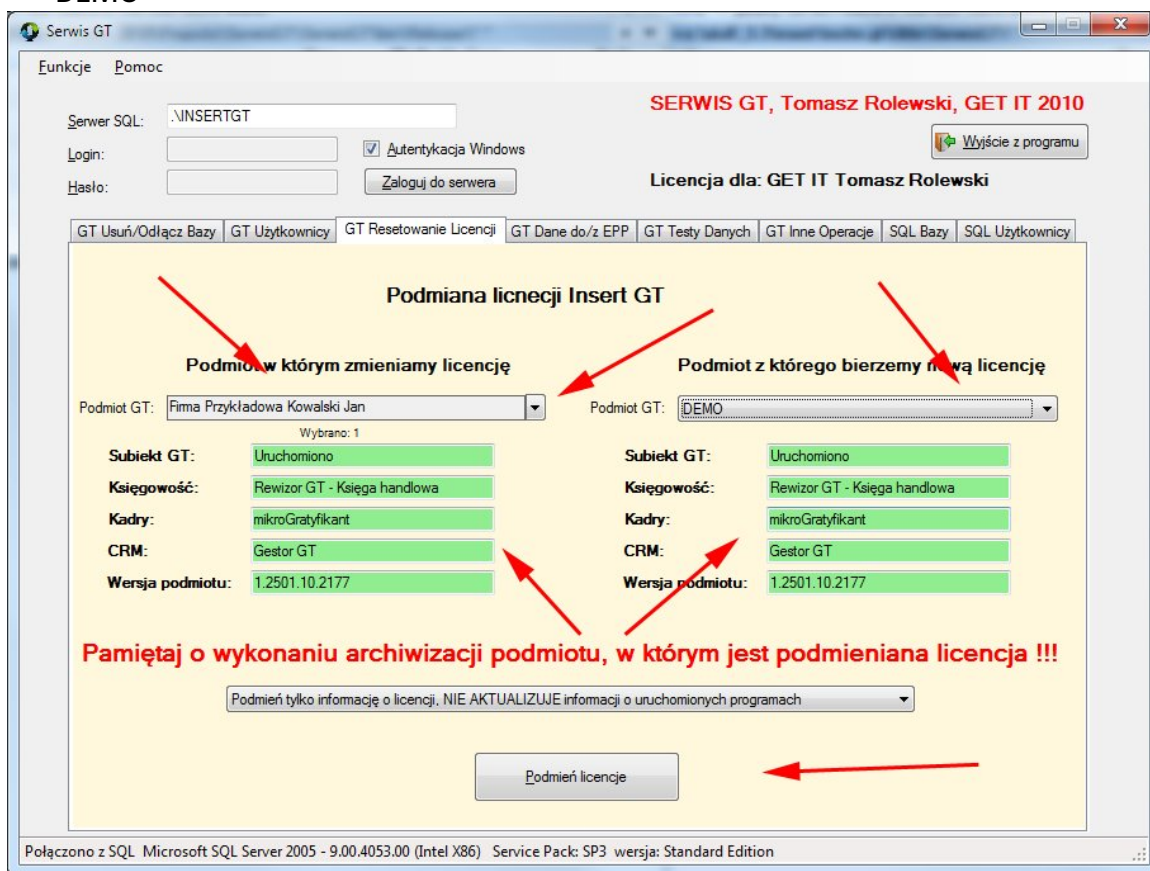 DEMO
Serwis GT
Funkcje Pomoc
SERWIS GT, Tomasz Rolewski, GET IT 2010
Serwer SQL: .\INSERTGT
Wyjście z programu
Login: Autentykacja Windows
Hasło: Zaloguj do serwera
Licencja dla: GET IT Tomasz Rolewski
GT Usuń/Odłącz Bazy GT Użytkownicy GT Resetowanie Licencji GT Dane do/z EPP GT Testy Danych GT Inne Operacje SQL Bazy SQL Użytkownicy
Podmiana licnecji Insert GT
Podmiot w którym zmieniamy licencję Podmiot z którego bierzemy nową licencję
Podmiot GT: Firma Przykładowa Kowalski Jan Podmiot GT: DEMO
Wybrano: 1
Subiekt GT: Uruchomiono Subiekt GT: Uruchomiono
Księgowość: Rewizor GT - Księga handlowa Księgowość: Rewizor GT - Księga handlowa
Kadry: mikroGratyfikant Kadry: mikroGratyfikant
CRM: Gestor GT CRM: Gestor GT
Wersja podmiotu: 1.2501.10.2177 Wersja podmiotu: 1.2501.10.2177
Pamiętaj o wykonaniu archiwizacji podmiotu, w którym jest podmieniana licencja !!!
Podmień tylko informację o licencji, NIE AKTUALIZUJE informacji o uruchomionych programach
Podmień licencje
Połączono z SQL Microsoft SQL Server 2005 - 9.00.4053.00 (Intel X86) Service Pack: SP3 wersja: Standard Edition